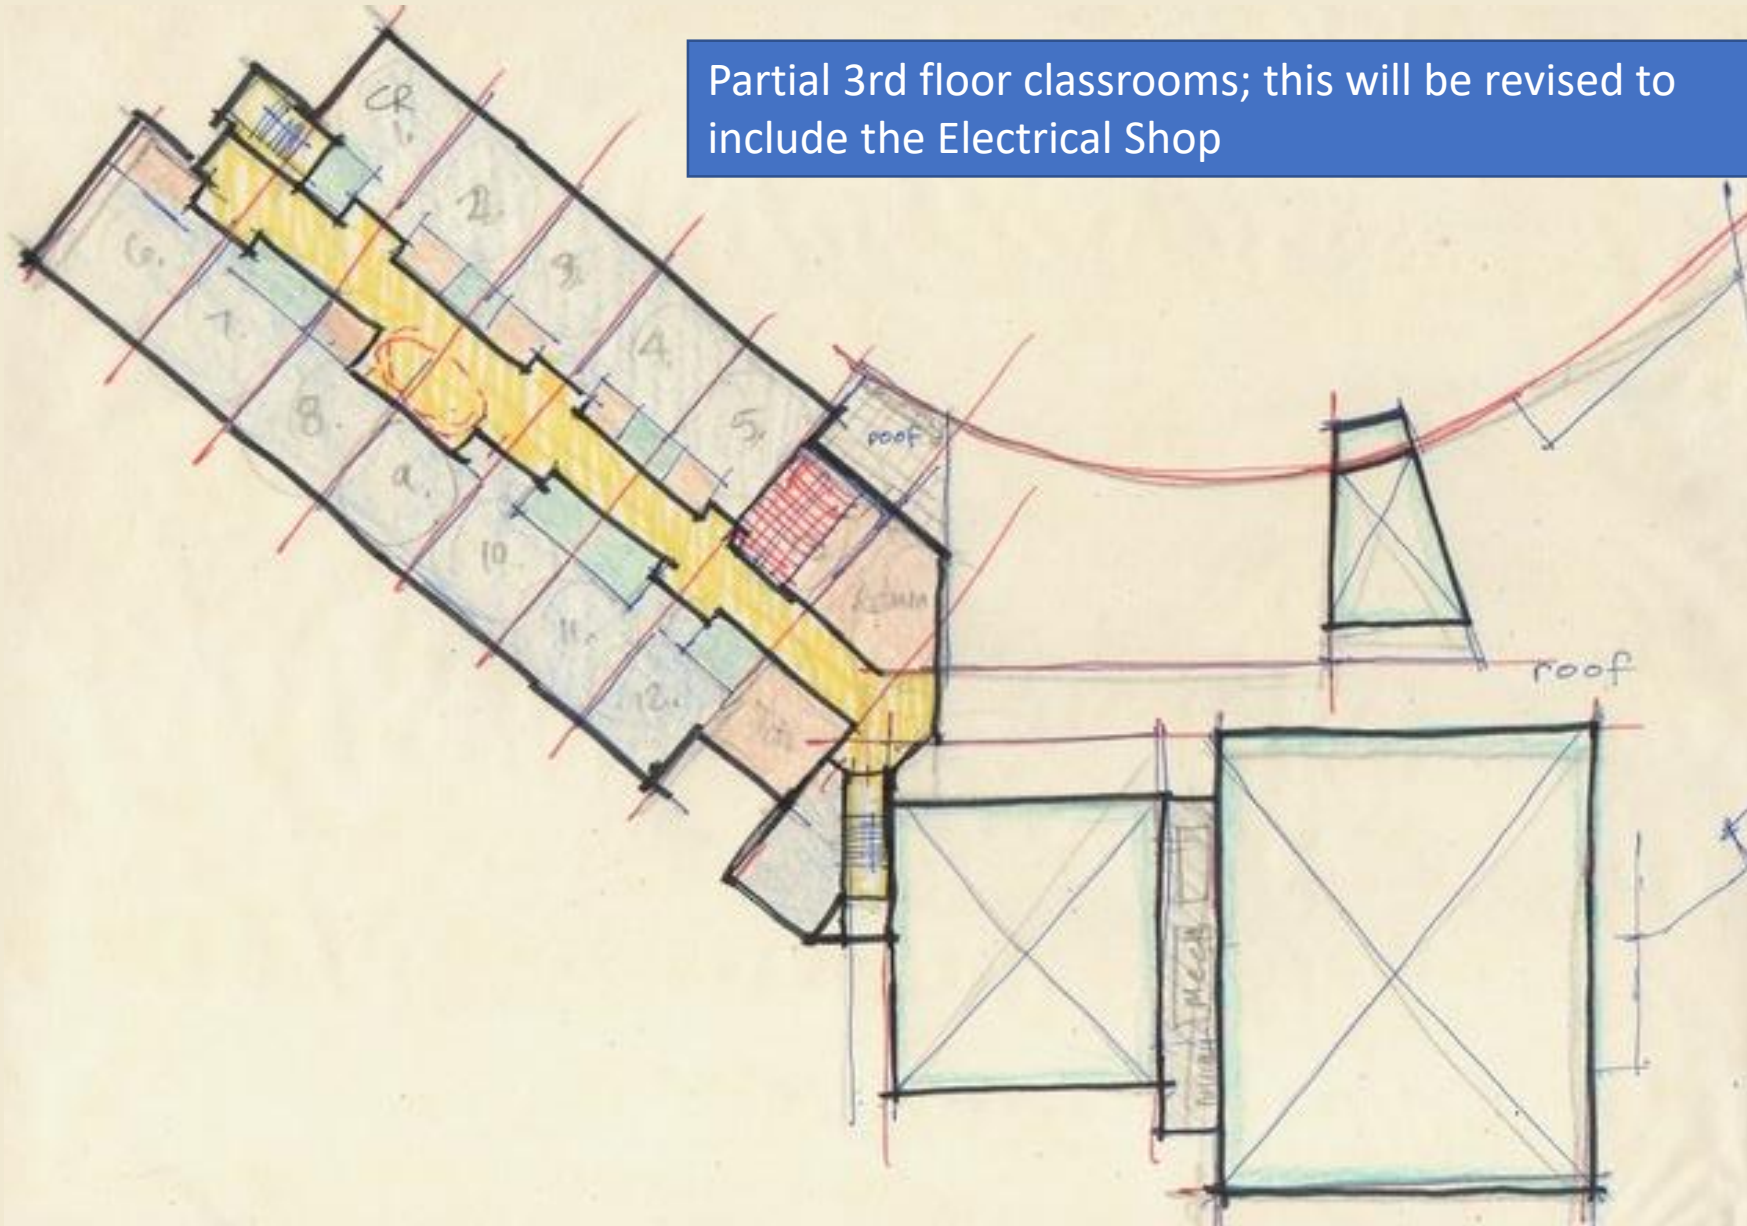 Partial 3rd floor classrooms; this will be revised to
include the Electrical Shop
CR
1.
2.
3.
4.
5.
roof
6.
7.
8.
9.
10.
11.
12.
roof
Mech